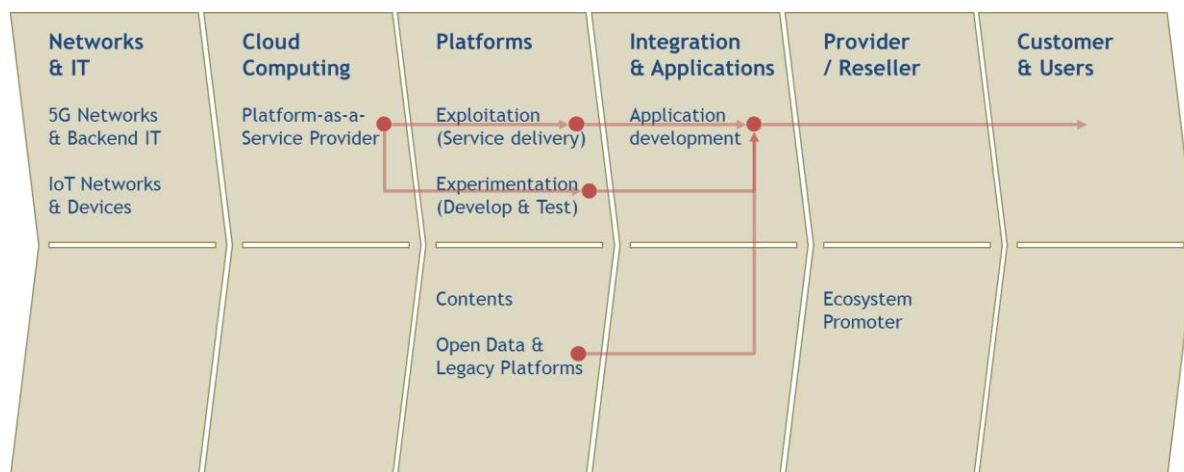 Networks
& IT
5G Networks
& Backend IT
IoT Networks
& Devices
Cloud
Computing
Platform-as-a-
Service Provider
Platforms
Exploitation
(Service delivery)
Experimentation
(Develop & Test)
Contents
Open Data &
Legacy Platforms
Integration
& Applications
Application
development
Provider
/ Reseller
Ecosystem
Promoter
Customer
& Users